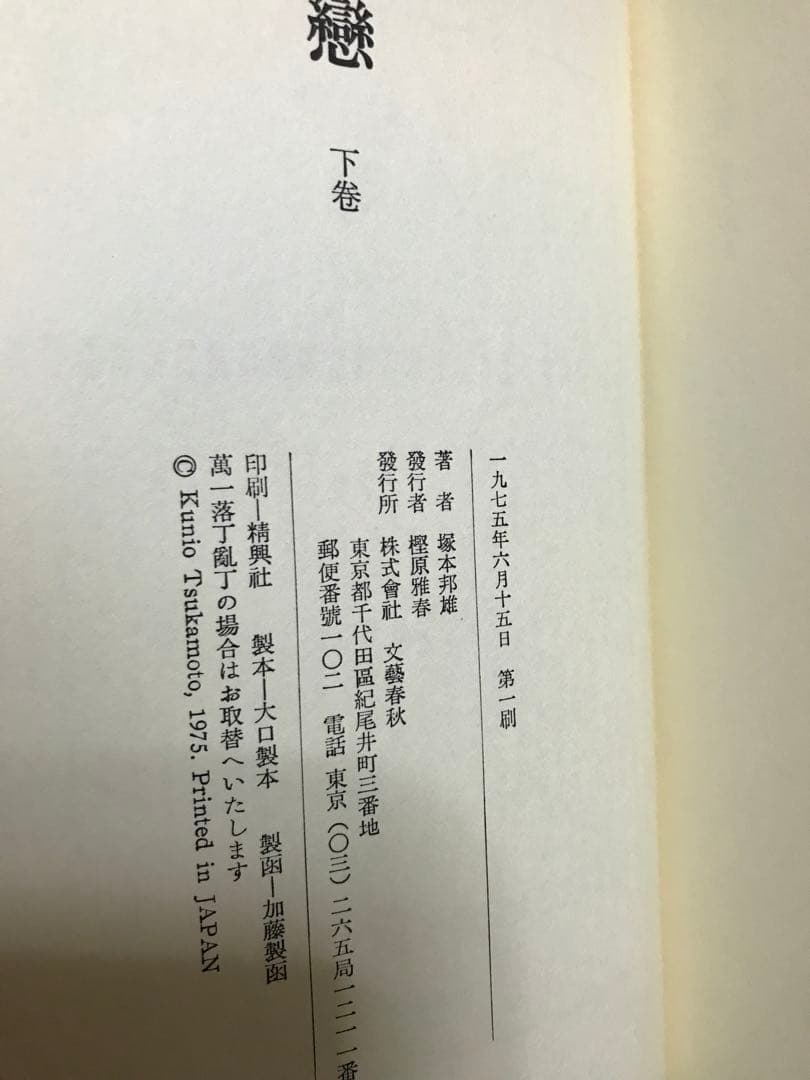 戀
下卷
一九七五年六月十五日 第一刷
著者 塚本邦雄
發行者 樫原雅春
發行所 株式會社 文藝春秋
東京都千代田區紀尾井町三番地
郵便番號一〇二 電話 東京(〇三)二六五局一二一一番
印刷―精興社 製本―大口製本 製函―加藤製函
萬一落丁亂丁の場合はお取替へいたします
© Kunio Tsukamoto, 1975. Printed in JAPAN